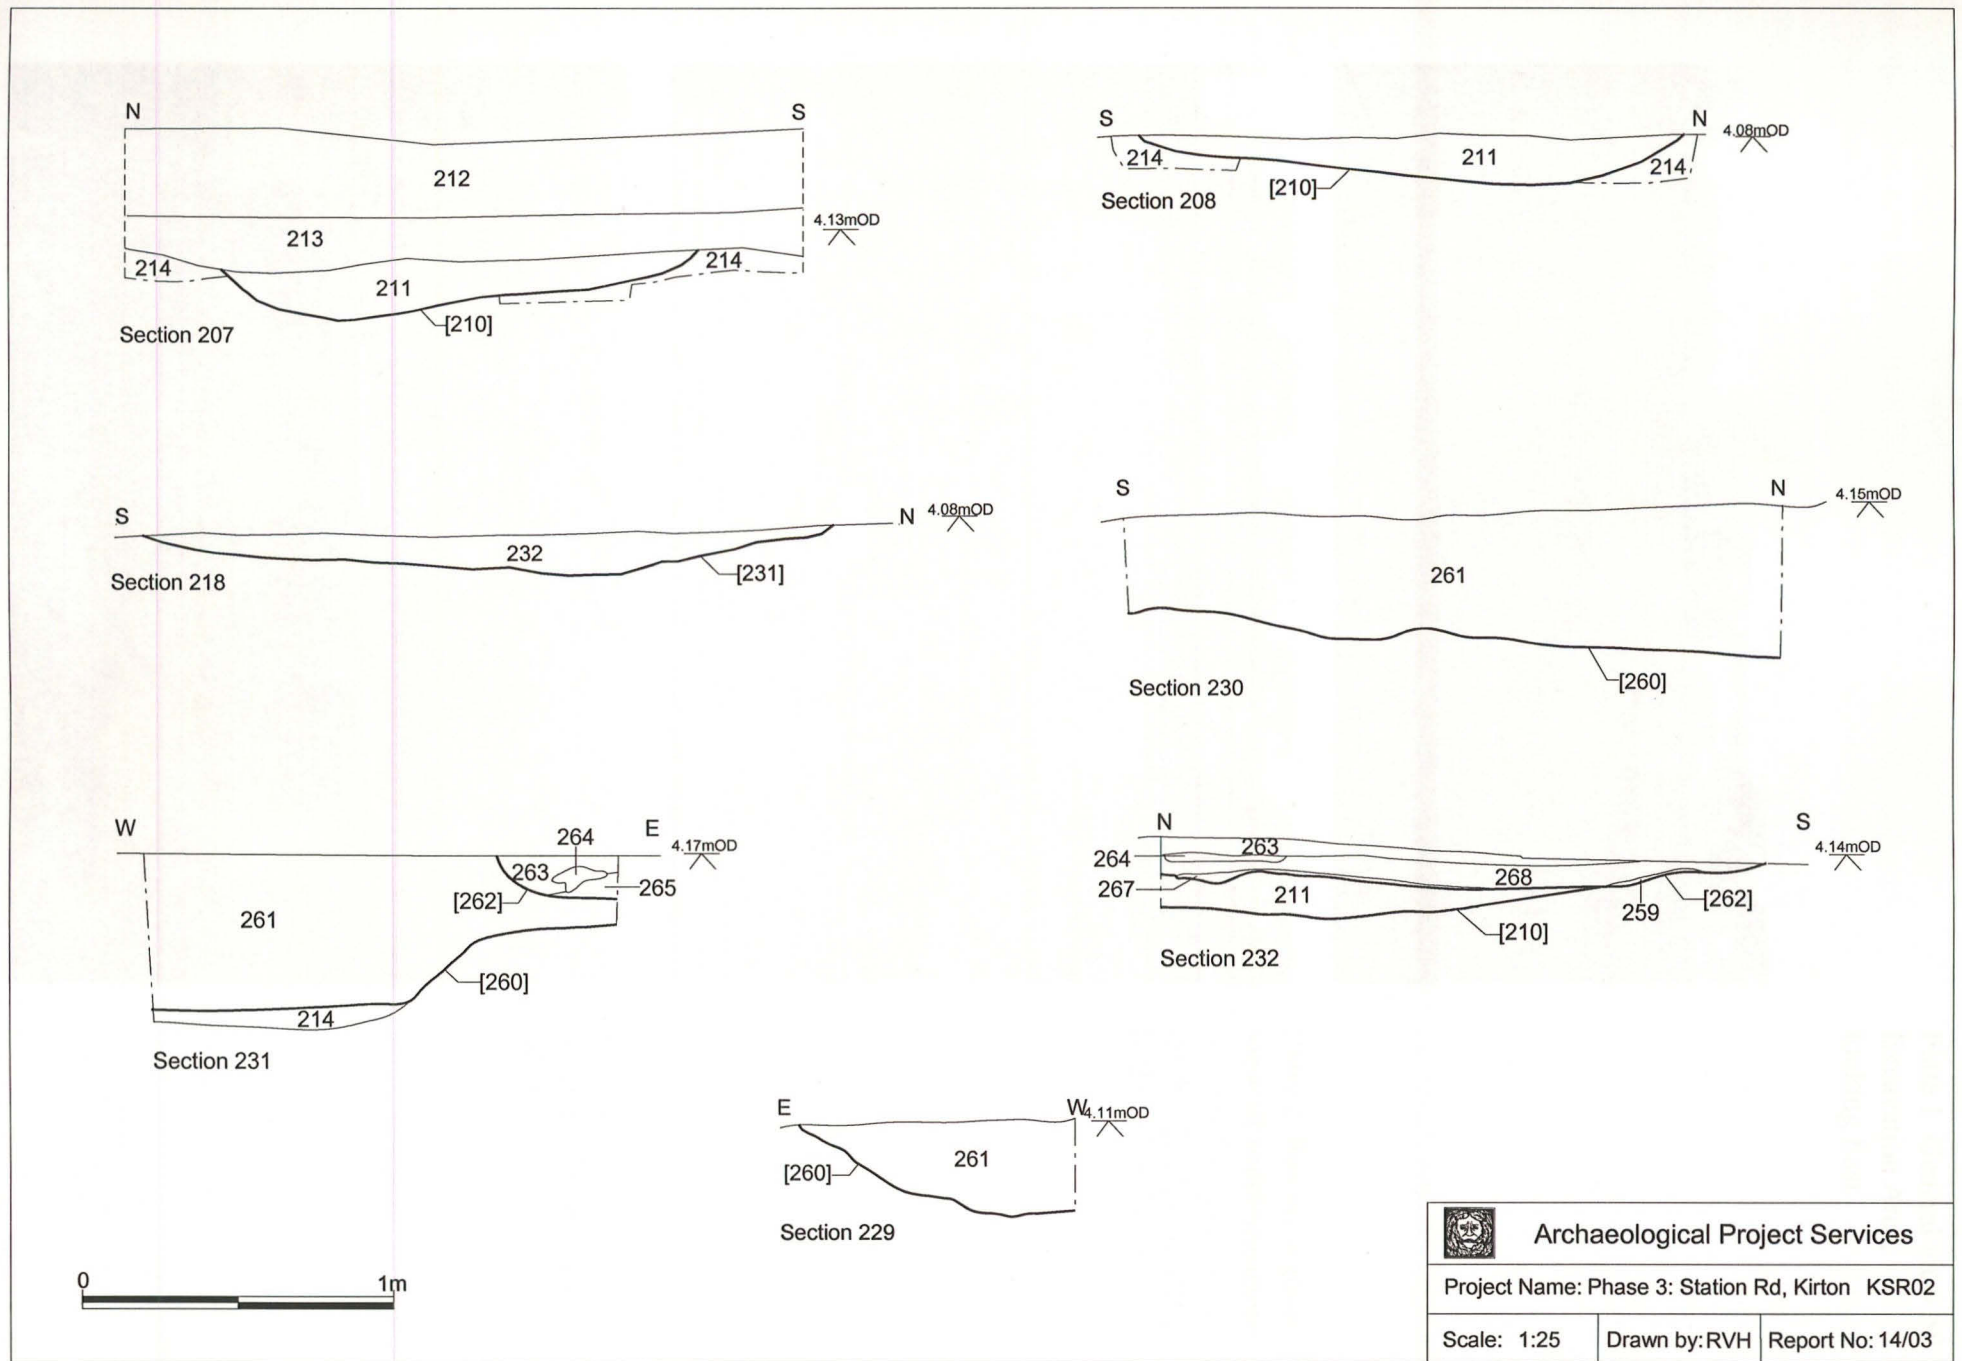 N S
212
213
4.13mOD
214 214
211
[210]
Section 207
S N 4.08mOD
214 211 214
[210]
Section 208
S N 4.08mOD
232
[231]
Section 218
S N 4.15mOD
261
[260]
Section 230
W 264 E 4.17mOD
263
265
[262]
261
[260]
214
Section 231
N S
263 4.14mOD
264
267 268
211 259 [262]
[210]
Section 232
E W 4.11mOD
261
[260]
Section 229
0 1m
Archaeological Project Services
Project Name: Phase 3: Station Rd, Kirton KSR02
Scale: 1:25 Drawn by: RVH Report No: 14/03